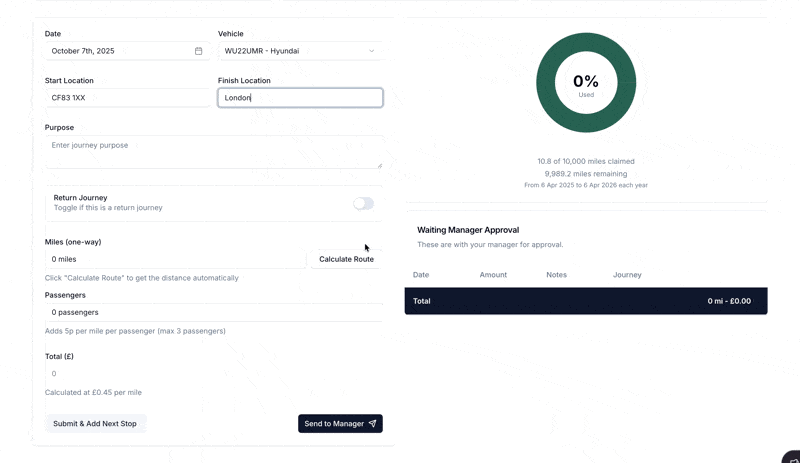 Date
October 7th, 2025
Vehicle
WU22UMR - Hyundai
Start Location
CF83 1XX
Finish Location
London
Purpose
Enter journey purpose
Return Journey
Toggle if this is a return journey
Miles (one-way)
0 miles
Calculate Route
Click "Calculate Route" to get the distance automatically
Passengers
0 passengers
Adds 5p per mile per passenger (max 3 passengers)
Total (£)
0
Calculated at £0.45 per mile
Submit & Add Next Stop
Send to Manager
0%
Used
10.8 of 10,000 miles claimed
9,989.2 miles remaining
From 6 Apr 2025 to 6 Apr 2026 each year
Waiting Manager Approval
These are with your manager for approval.
Date Amount Notes Journey
Total 0 mi - £0.00